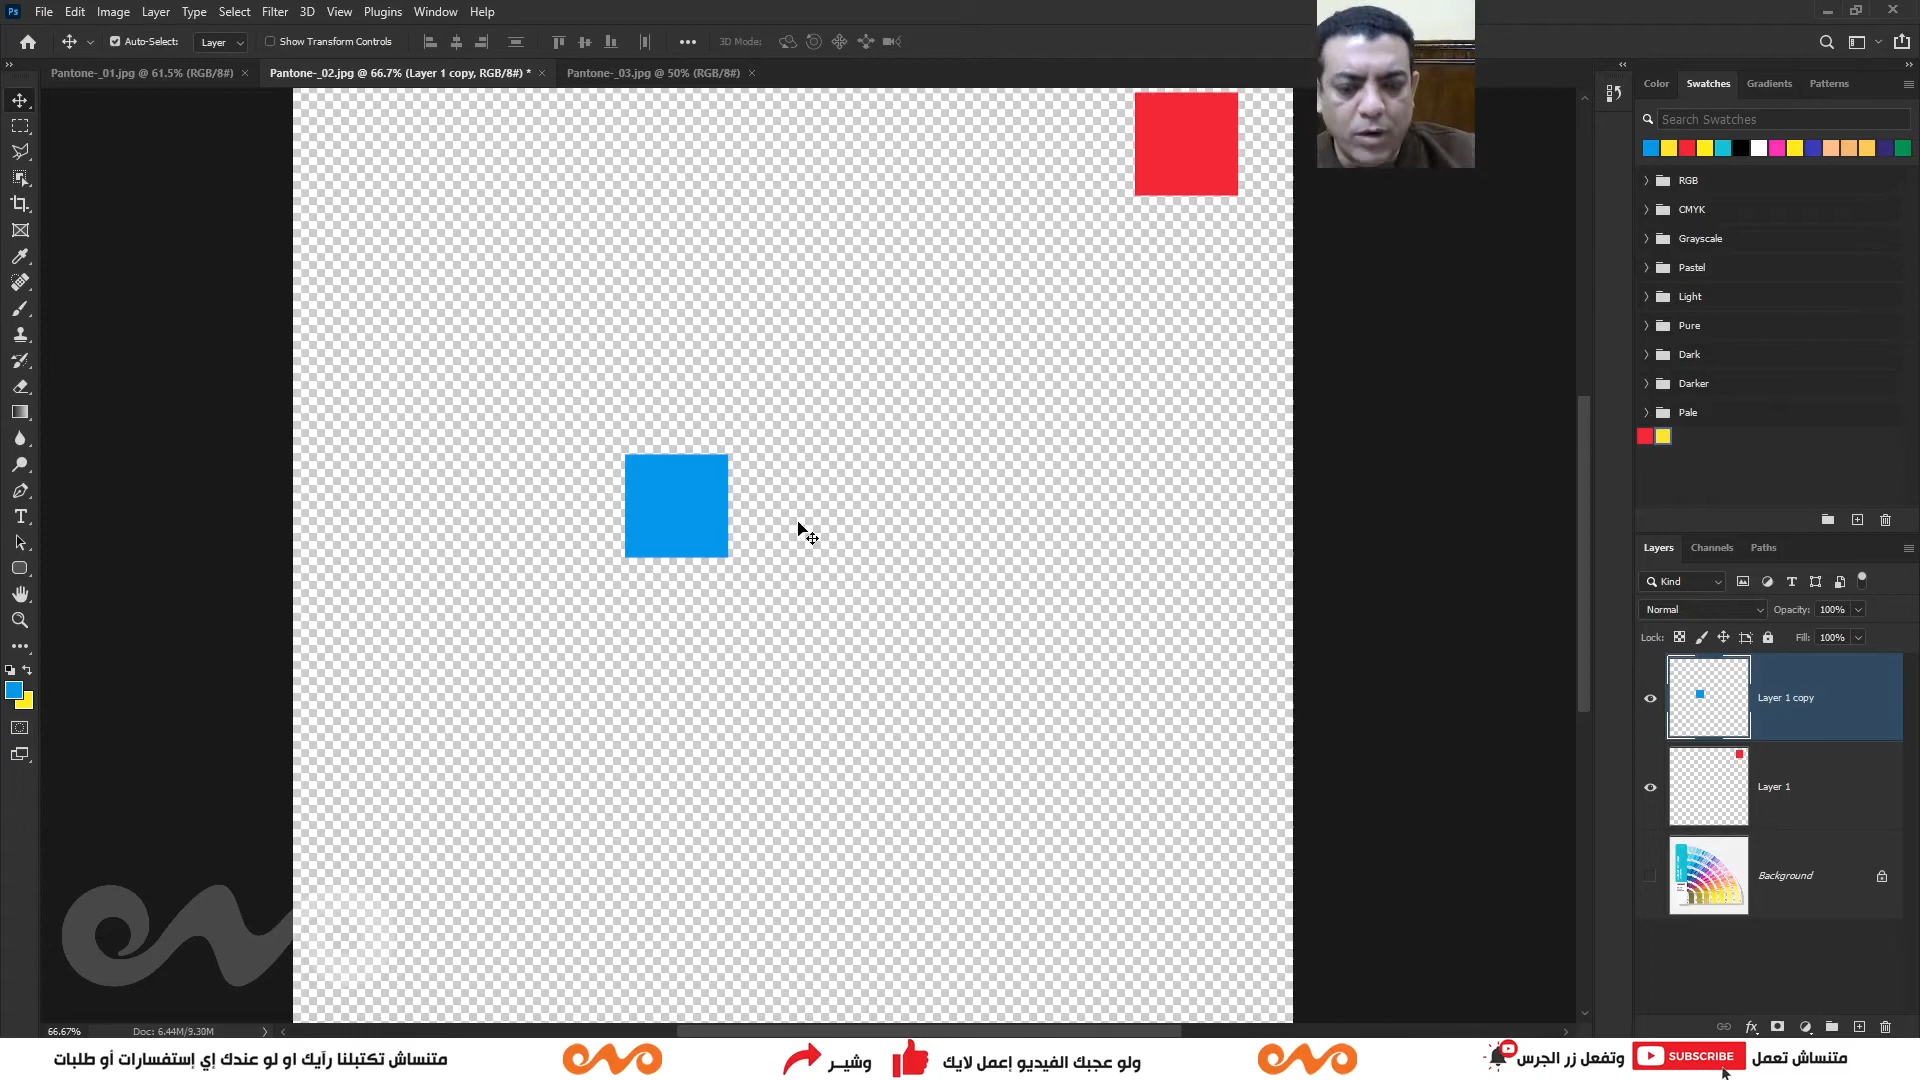 Ps File Edit Image Layer Type Select Filter 3D View Plugins Window Help
Auto-Select: Layer Show Transform Controls 3D Mode:
Pantone-_01.jpg @ 61.5% (RGB/8#) Pantone-_02.jpg @ 66.7% (Layer 1 copy, RGB/8#) * Pantone-_03.jpg @ 50% (RGB/8#)
Color Swatches Gradients Patterns
Search Swatches
RGB
CMYK
Grayscale
Pastel
Light
Pure
Dark
Darker
Pale
Layers Channels Paths
Kind
Normal Opacity: 100%
Lock: Fill: 100%
Layer 1 copy
Layer 1
Background
66.67% Doc: 6.44M/9.30M
متنساش تعمل SUBSCRIBE وتفعل زر الجرس
ولو عجبك الفيديو إعمل لايك وشير
متنساش تكتبلنا رأيك او لو عندك إي إستفسارات أو طلبات